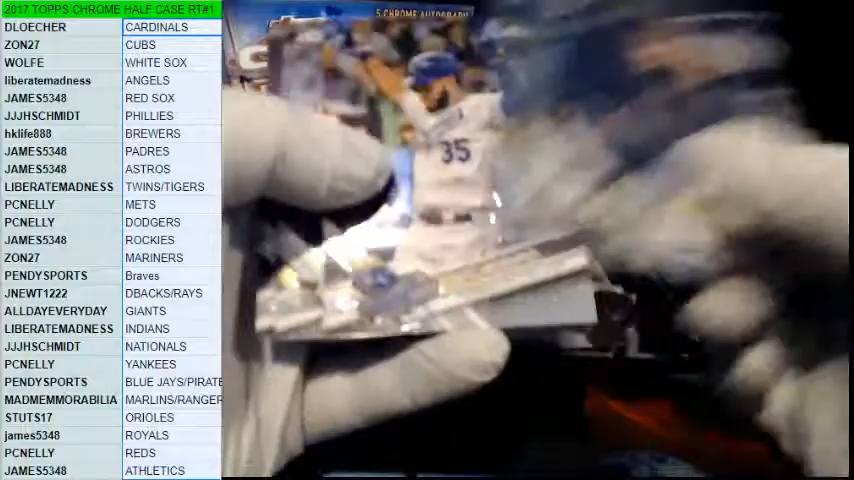 2017 TOPPS CHROME HALF CASE RT#1
DLOECHER CARDINALS
ZON27 CUBS
WOLFE WHITE SOX
liberatemadness ANGELS
JAMES5348 RED SOX
JJJHSCHMIDT PHILLIES
hklife888 BREWERS
JAMES5348 PADRES
JAMES5348 ASTROS
LIBERATEMADNESS TWINS/TIGERS
PCNELLY METS
PCNELLY DODGERS
JAMES5348 ROCKIES
ZON27 MARINERS
PENDYSPORTS Braves
JNEWT1222 DBACKS/RAYS
ALLDAYEVERYDAY GIANTS
LIBERATEMADNESS INDIANS
JJJHSCHMIDT NATIONALS
PCNELLY YANKEES
PENDYSPORTS BLUE JAYS/PIRATE
MADMEMMORABILIA MARLINS/RANGER
STUTS17 ORIOLES
james5348 ROYALS
PCNELLY REDS
JAMES5348 ATHLETICS
5 CHROME AUTOGRAPH
35